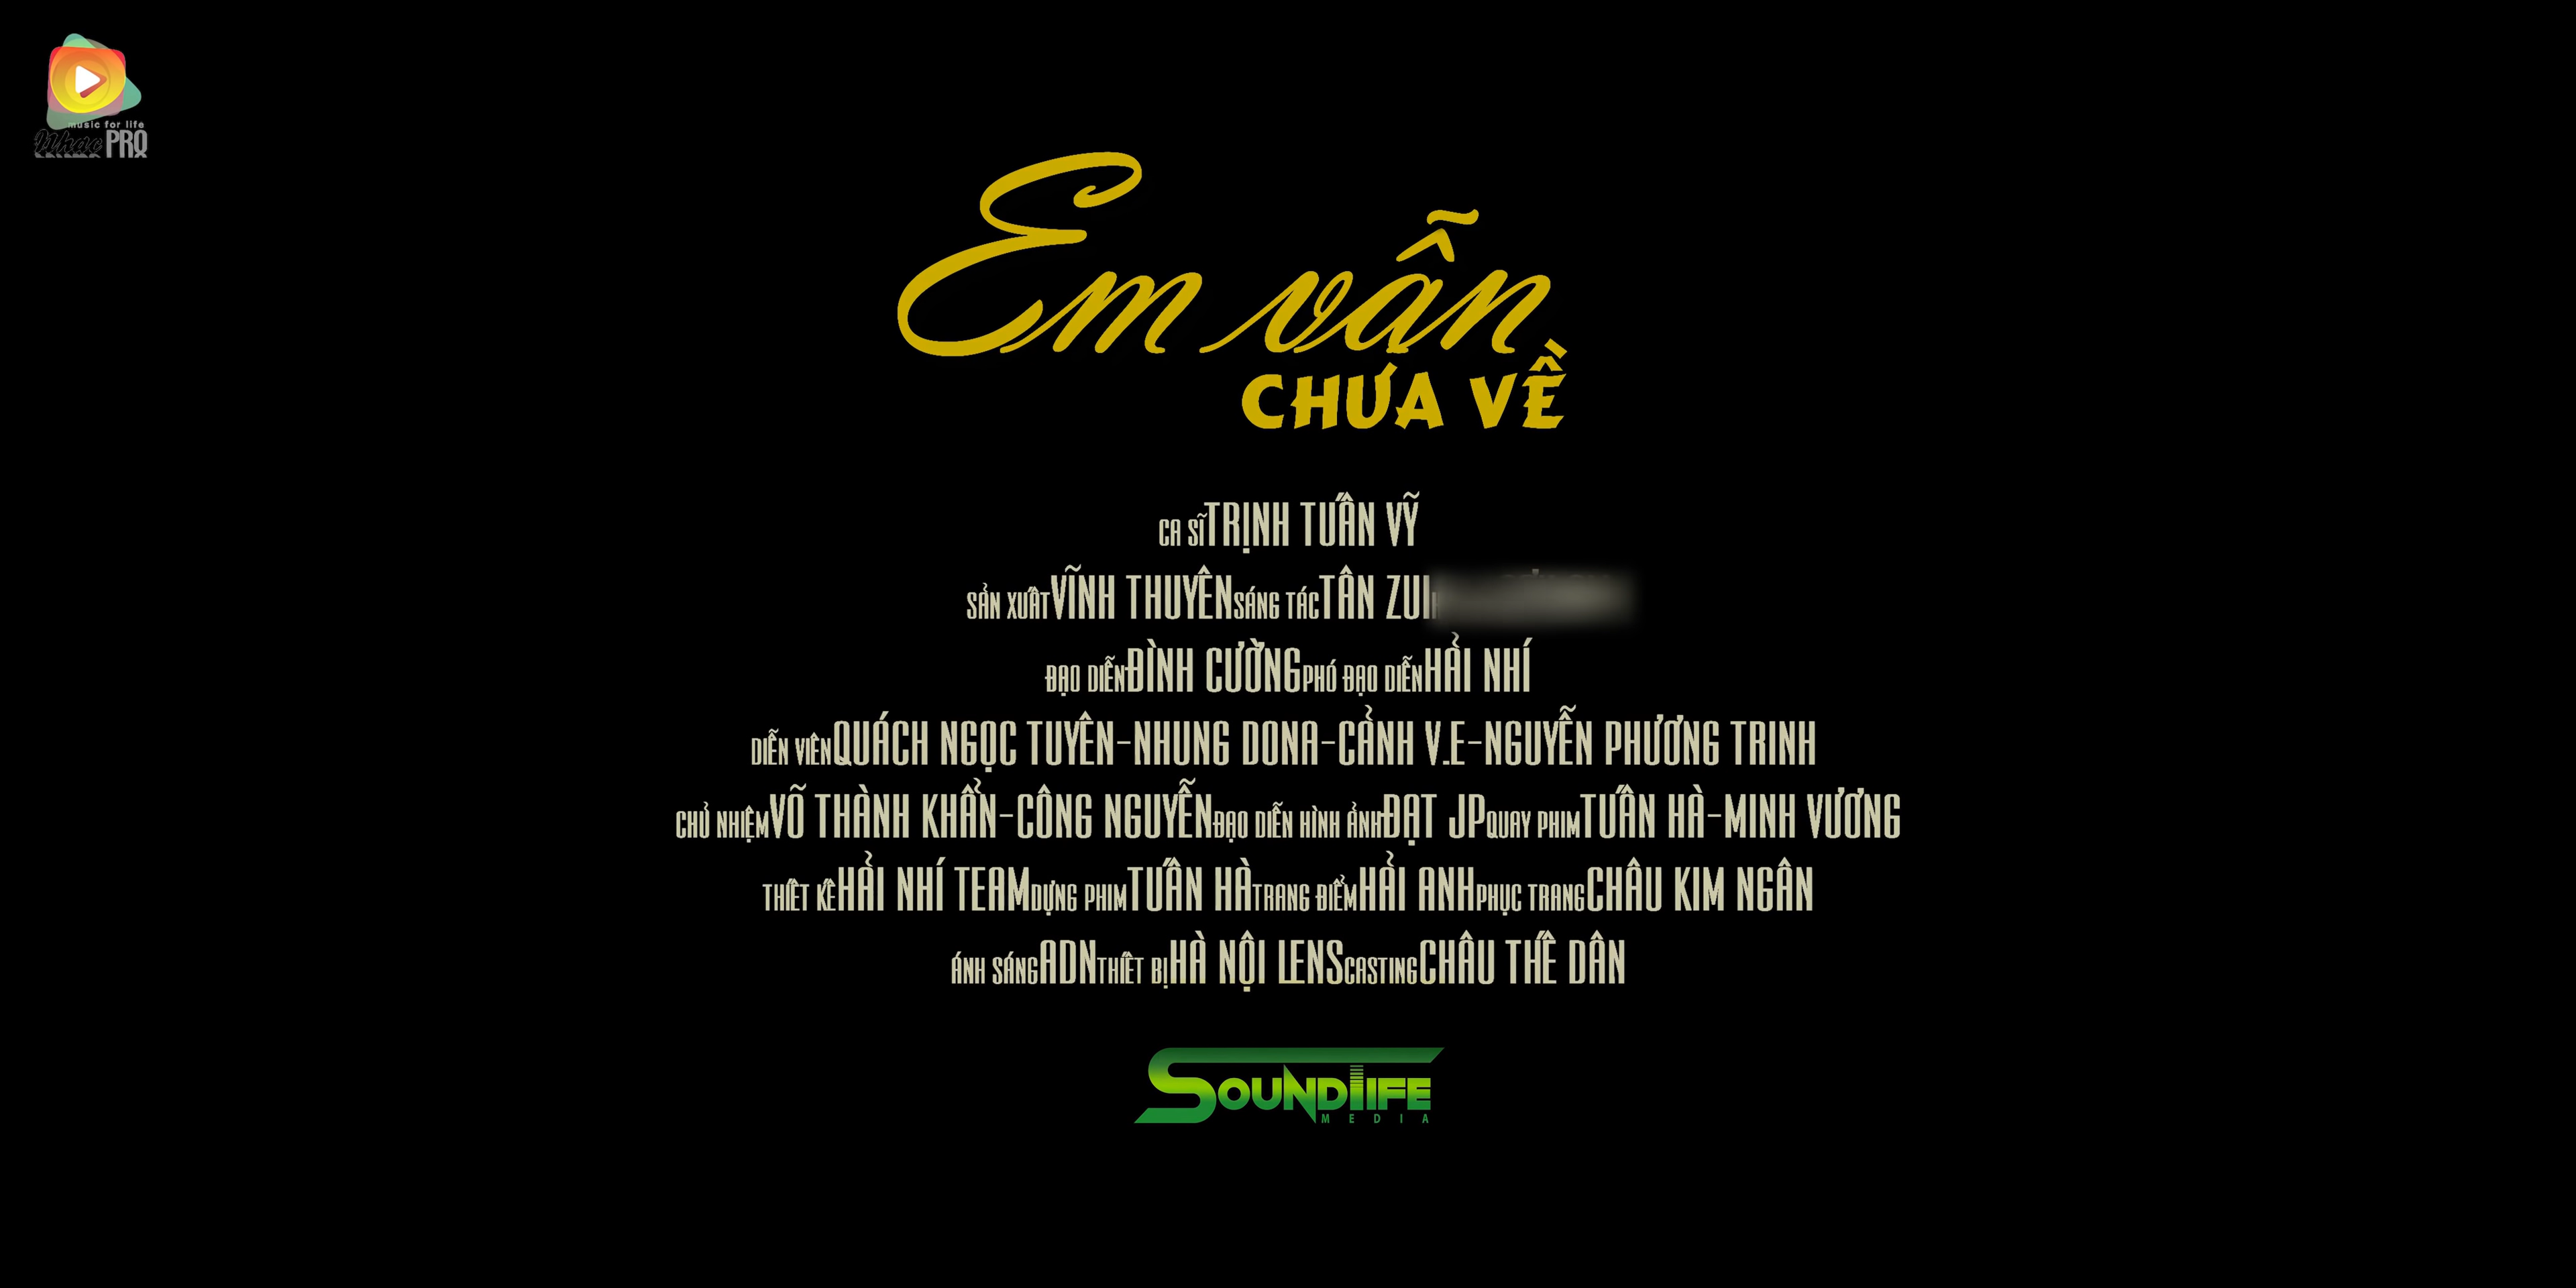 music for life
Nhạc PRO
Em vẫn
CHƯA VỀ
CA SĨ TRỊNH TUẤN VỸ
SẢN XUẤT VĨNH THUYÊN SÁNG TÁC TÂN ZUI
ĐẠO DIỄN ĐÌNH CƯỜNG PHÓ ĐẠO DIỄN HẢI NHÍ
DIỄN VIÊN QUÁCH NGỌC TUYÊN-NHUNG DONA-CẢNH V.E-NGUYỄN PHƯƠNG TRINH
CHỦ NHIỆM VÕ THÀNH KHẨN-CÔNG NGUYỄN ĐẠO DIỄN HÌNH ẢNH ĐẠT JP QUAY PHIM TUẤN HÀ-MINH VƯƠNG
THIẾT KẾ HẢI NHÍ TEAM DỰNG PHIM TUẤN HÀ TRANG ĐIỂM HẢI ANH PHỤC TRANG CHÂU KIM NGÂN
ÁNH SÁNG ADN THIẾT BỊ HÀ NỘI LENS CASTING CHÂU THẾ DÂN
SOUNDLIFE
MEDIA